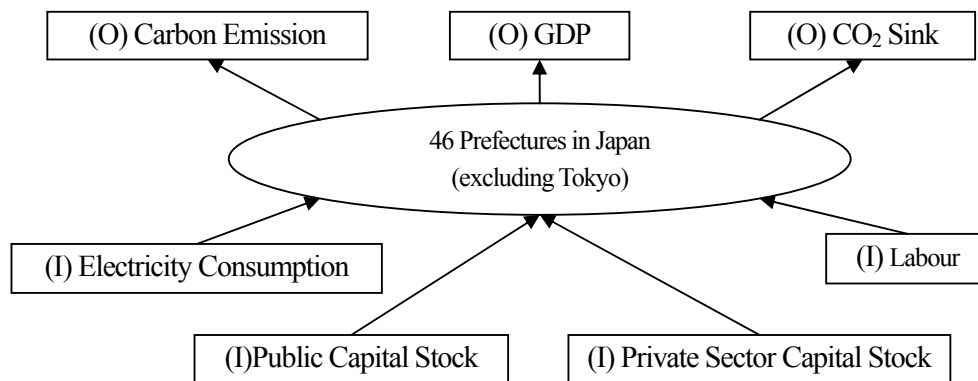 (O) Carbon Emission
(O) GDP
(O) CO₂ Sink
46 Prefectures in Japan
(excluding Tokyo)
(I) Electricity Consumption
(I) Labour
(I)Public Capital Stock
(I) Private Sector Capital Stock